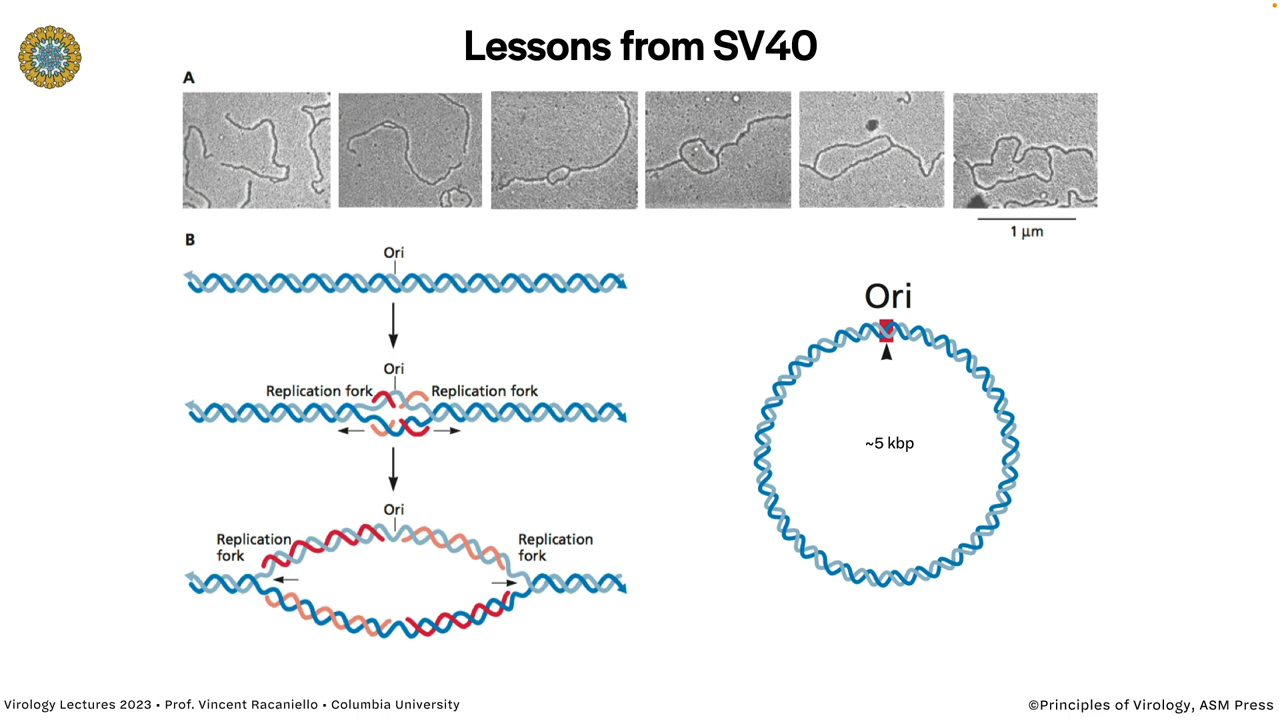 Lessons from SV40
A
1 μm
B
Ori
Ori
Replication fork
Replication fork
Ori
Replication
fork
Replication
fork
Ori
~5 kbp
Virology Lectures 2023 • Prof. Vincent Racaniello • Columbia University
©Principles of Virology, ASM Press